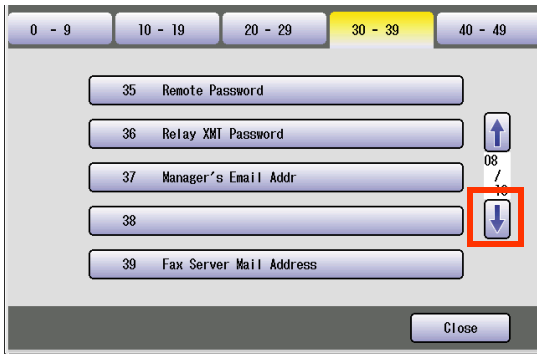 0 - 9
10 - 19
20 - 29
30 - 39
40 - 49
35 Remote Password
36 Relay XMT Password
37 Manager's Email Addr
38
39 Fax Server Mail Address
08
/
Close